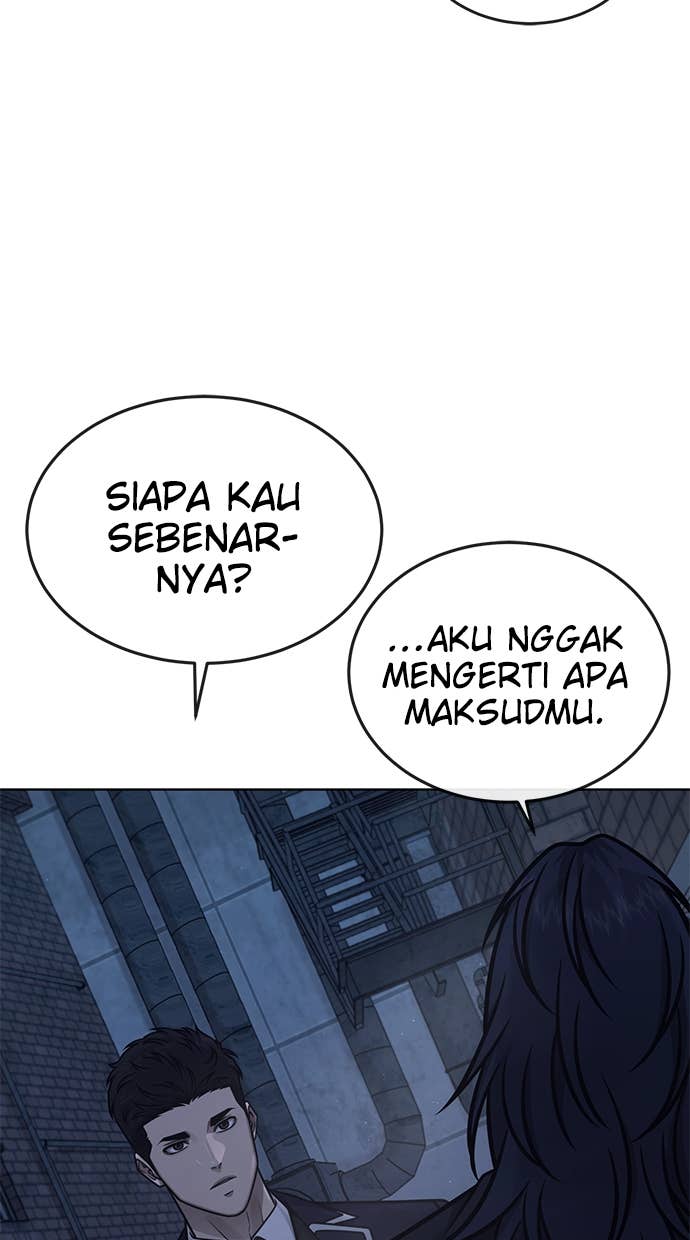 SIAPA KAU
SEBENAR-
NYA?
...AKU NGGAK
MENGERTI APA
MAKSUDMU.